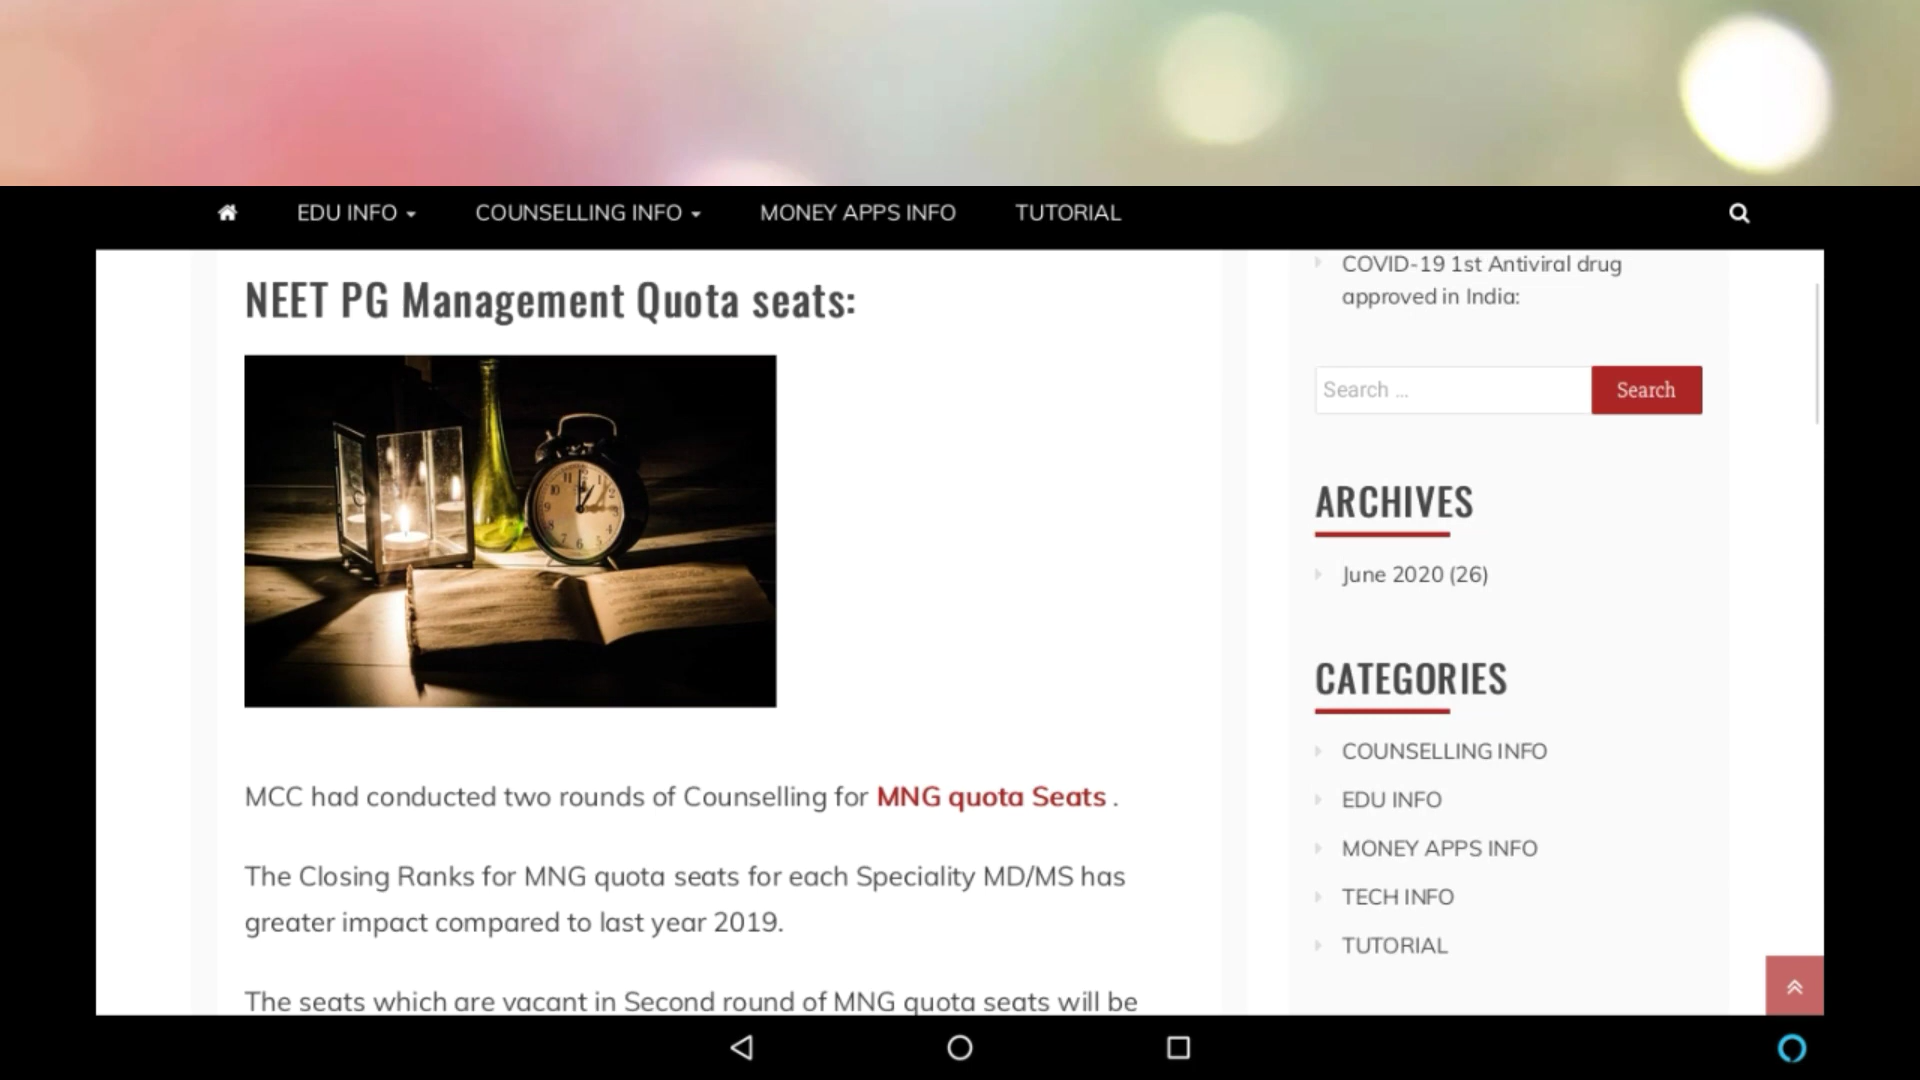 EDU INFO
COUNSELLING INFO
MONEY APPS INFO
TUTORIAL
NEET PG Management Quota seats:
MCC had conducted two rounds of Counselling for MNG quota Seats .
The Closing Ranks for MNG quota seats for each Speciality MD/MS has
greater impact compared to last year 2019.
The seats which are vacant in Second round of MNG quota seats will be
COVID-19 1st Antiviral drug
approved in India:
Search ...
Search
ARCHIVES
June 2020 (26)
CATEGORIES
COUNSELLING INFO
EDU INFO
MONEY APPS INFO
TECH INFO
TUTORIAL